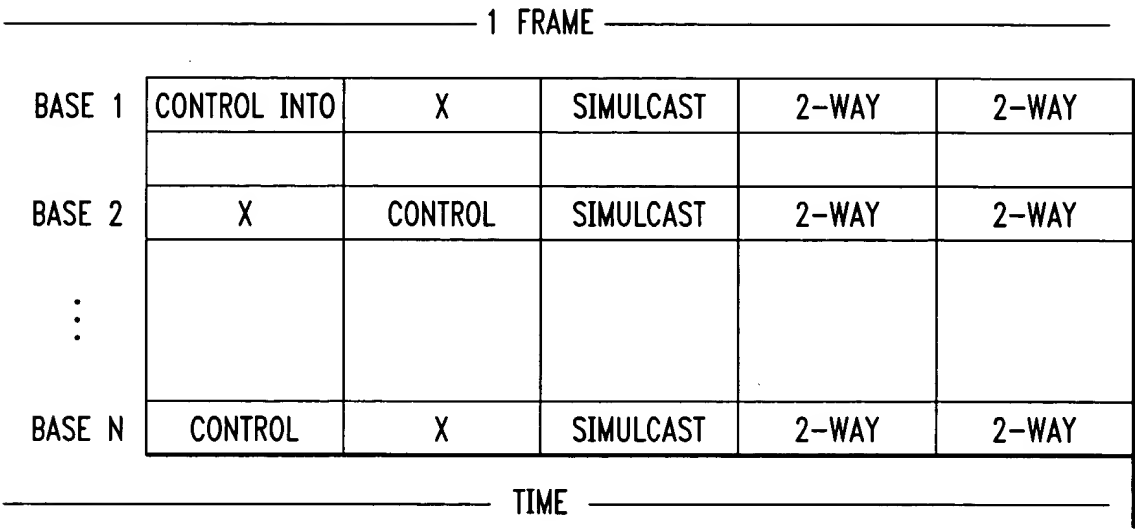 1 FRAME
BASE 1 CONTROL INTO X SIMULCAST 2-WAY 2-WAY
BASE 2 X CONTROL SIMULCAST 2-WAY 2-WAY
BASE N CONTROL X SIMULCAST 2-WAY 2-WAY
TIME